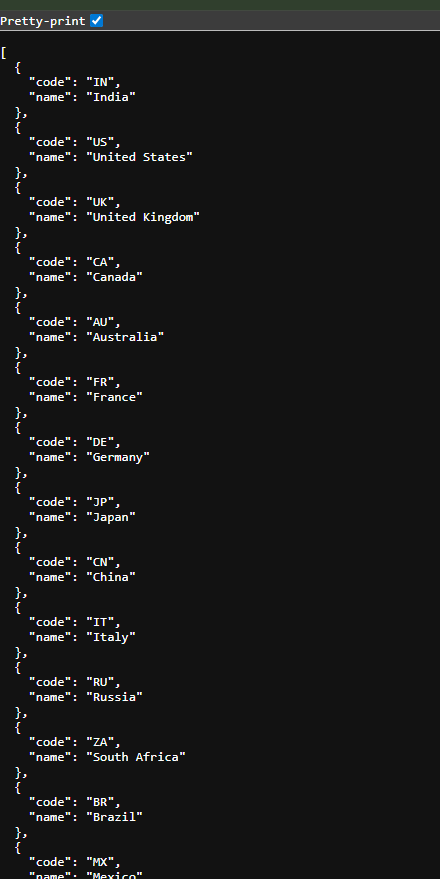 Pretty-print
[
  {
    "code": "IN",
    "name": "India"
  },
  {
    "code": "US",
    "name": "United States"
  },
  {
    "code": "UK",
    "name": "United Kingdom"
  },
  {
    "code": "CA",
    "name": "Canada"
  },
  {
    "code": "AU",
    "name": "Australia"
  },
  {
    "code": "FR",
    "name": "France"
  },
  {
    "code": "DE",
    "name": "Germany"
  },
  {
    "code": "JP",
    "name": "Japan"
  },
  {
    "code": "CN",
    "name": "China"
  },
  {
    "code": "IT",
    "name": "Italy"
  },
  {
    "code": "RU",
    "name": "Russia"
  },
  {
    "code": "ZA",
    "name": "South Africa"
  },
  {
    "code": "BR",
    "name": "Brazil"
  },
  {
    "code": "MX",
    "name": "Mexico"